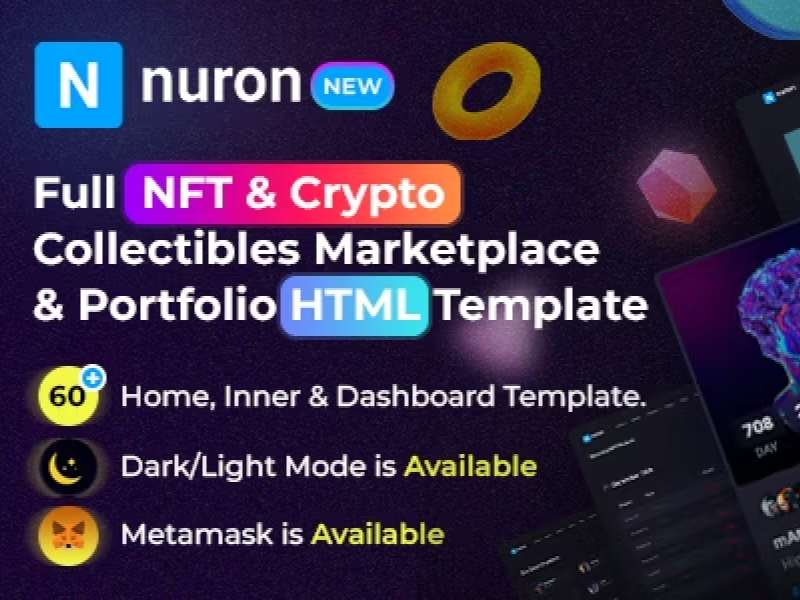 N nuron NEW
Full NFT & Crypto
Collectibles Marketplace
& Portfolio HTML Template
60+ Home, Inner & Dashboard Template.
Dark/Light Mode is Available
Metamask is Available
708
DAY